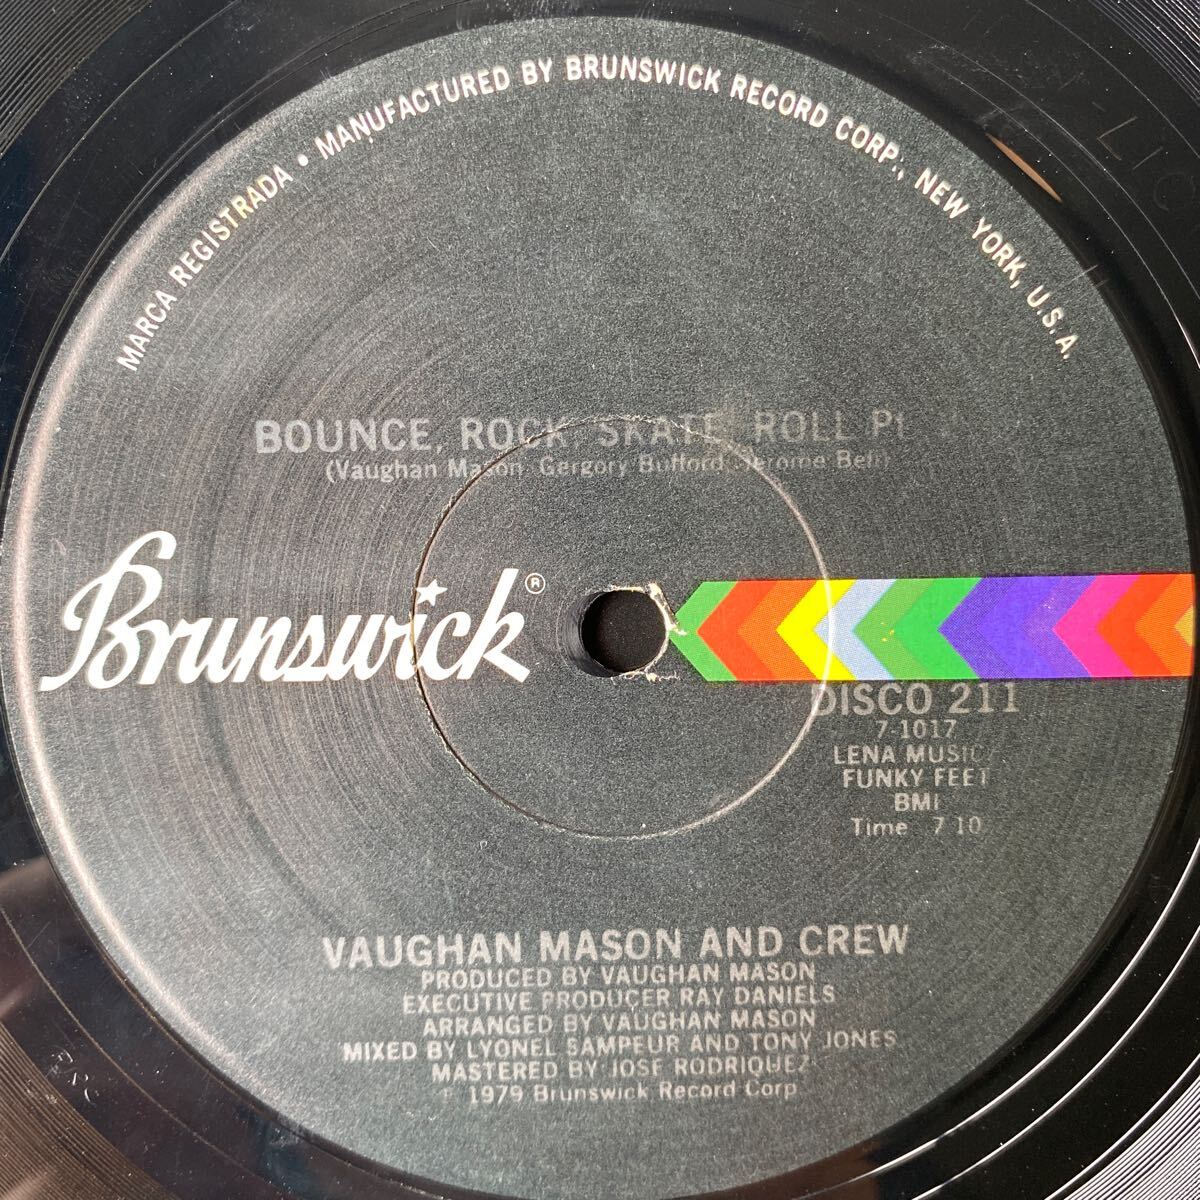 MARCA REGISTRADA • MANUFACTURED BY BRUNSWICK RECORD CORP., NEW YORK, U.S.A.
BOUNCE, ROCK, SKATE, ROLL Pt
(Vaughan Mason Gergory Bufford Jerome Bell)
Brunswick®
DISCO 211
7-1017
LENA MUSIC/
FUNKY FEET
BMI
Time 7 10
VAUGHAN MASON AND CREW
PRODUCED BY VAUGHAN MASON
EXECUTIVE PRODUCER RAY DANIELS
ARRANGED BY VAUGHAN MASON
MIXED BY LYONEL SAMPEUR AND TONY JONES
MASTERED BY JOSE RODRIQUEZ
1979 Brunswick Record Corp